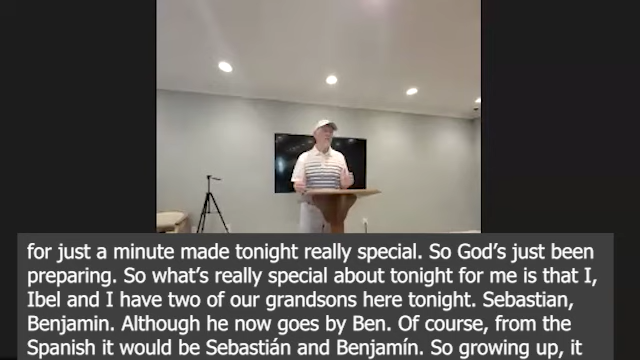 for just a minute made tonight really special. So God’s just been
preparing. So what’s really special about tonight for me is that I,
Ibel and I have two of our grandsons here tonight. Sebastian,
Benjamin. Although he now goes by Ben. Of course, from the
Spanish it would be Sebastián and Benjamín. So growing up, it